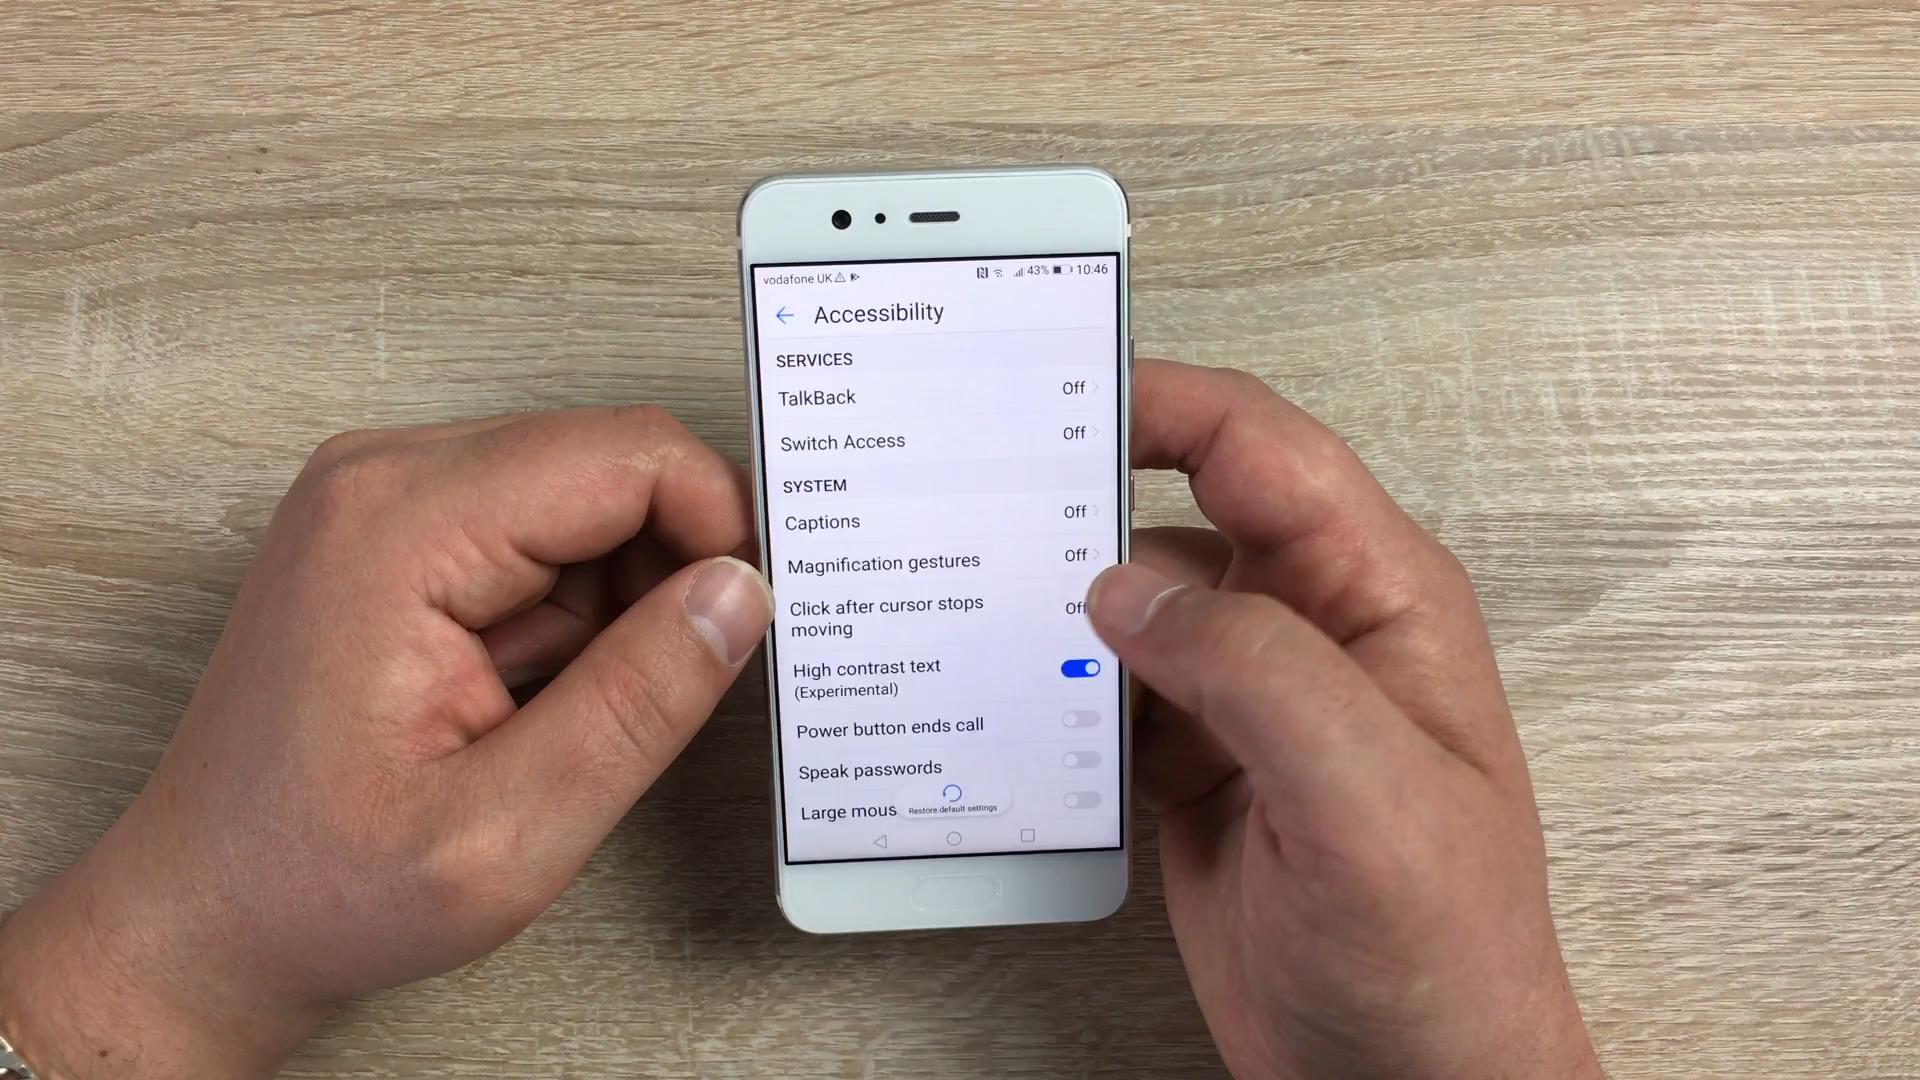 vodafone UK 43% 10:46
Accessibility
SERVICES
TalkBack Off
Switch Access Off
SYSTEM
Captions Off
Magnification gestures Off
Click after cursor stops Off
moving
High contrast text
(Experimental)
Power button ends call
Speak passwords
Large mous
Restore default settings